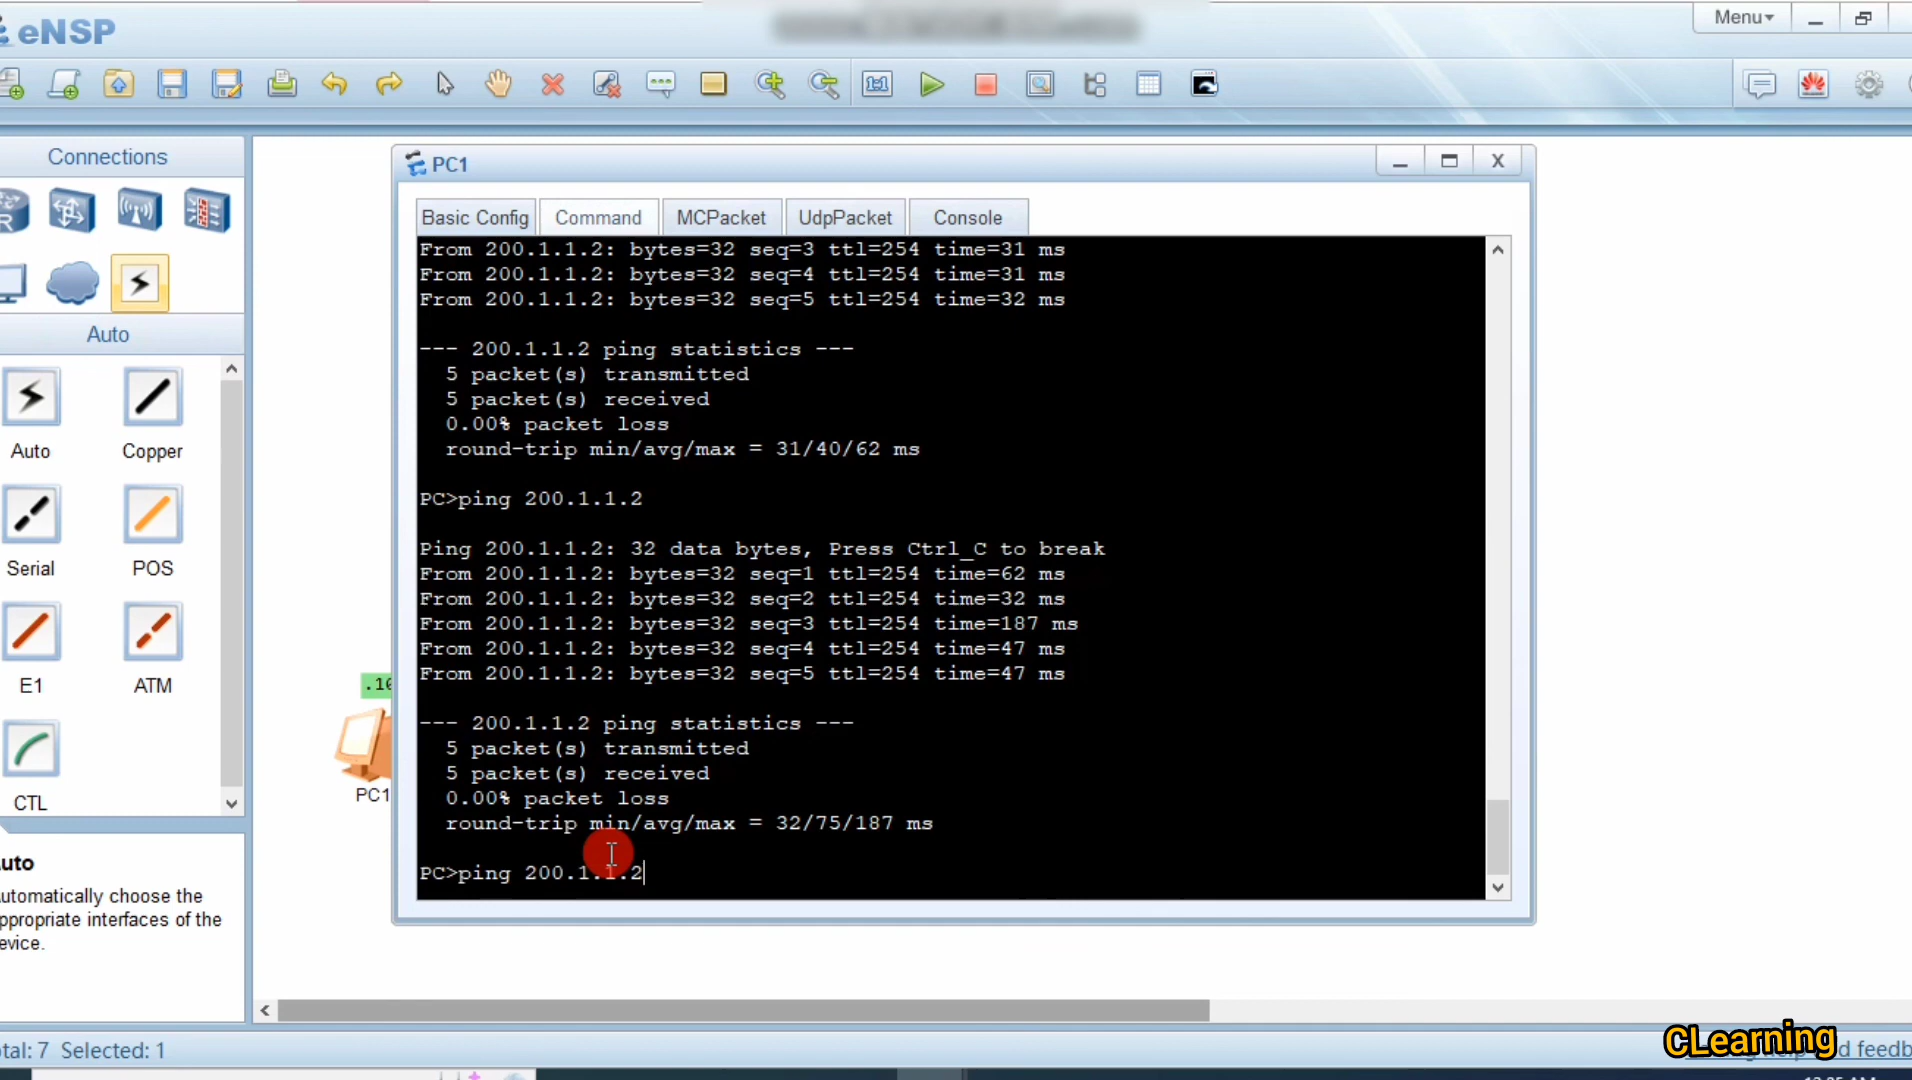 eNSP
Menu
Connections
Auto
Auto
Copper
Serial
POS
E1
ATM
CTL
uto
utomatically choose the
ppropriate interfaces of the
evice.
.10
PC1
PC1
Basic Config
Command
MCPacket
UdpPacket
Console
From 200.1.1.2: bytes=32 seq=3 ttl=254 time=31 ms
From 200.1.1.2: bytes=32 seq=4 ttl=254 time=31 ms
From 200.1.1.2: bytes=32 seq=5 ttl=254 time=32 ms
--- 200.1.1.2 ping statistics ---
5 packet(s) transmitted
5 packet(s) received
0.00% packet loss
round-trip min/avg/max = 31/40/62 ms
PC>ping 200.1.1.2
Ping 200.1.1.2: 32 data bytes, Press Ctrl_C to break
From 200.1.1.2: bytes=32 seq=1 ttl=254 time=62 ms
From 200.1.1.2: bytes=32 seq=2 ttl=254 time=32 ms
From 200.1.1.2: bytes=32 seq=3 ttl=254 time=187 ms
From 200.1.1.2: bytes=32 seq=4 ttl=254 time=47 ms
From 200.1.1.2: bytes=32 seq=5 ttl=254 time=47 ms
--- 200.1.1.2 ping statistics ---
5 packet(s) transmitted
5 packet(s) received
0.00% packet loss
round-trip min/avg/max = 32/75/187 ms
PC>ping 200.1.1.2
otal: 7 Selected: 1
CLearning
d feedb